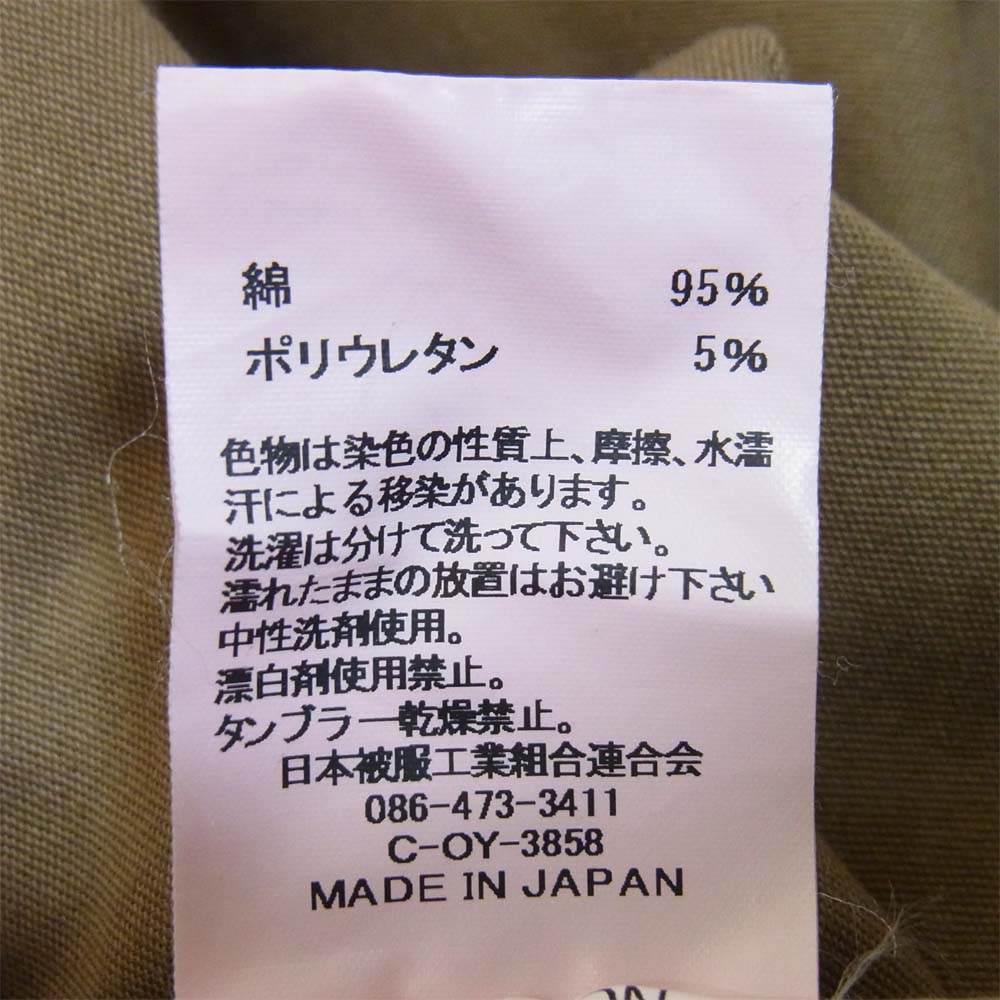 綿 95%
ポリウレタン 5%
色物は染色の性質上、摩擦、水濡
汗による移染があります。
洗濯は分けて洗って下さい。
濡れたままの放置はお避け下さい
中性洗剤使用。
漂白剤使用禁止。
タンブラー乾燥禁止。
日本被服工業組合連合会
086-473-3411
C-OY-3858
MADE IN JAPAN